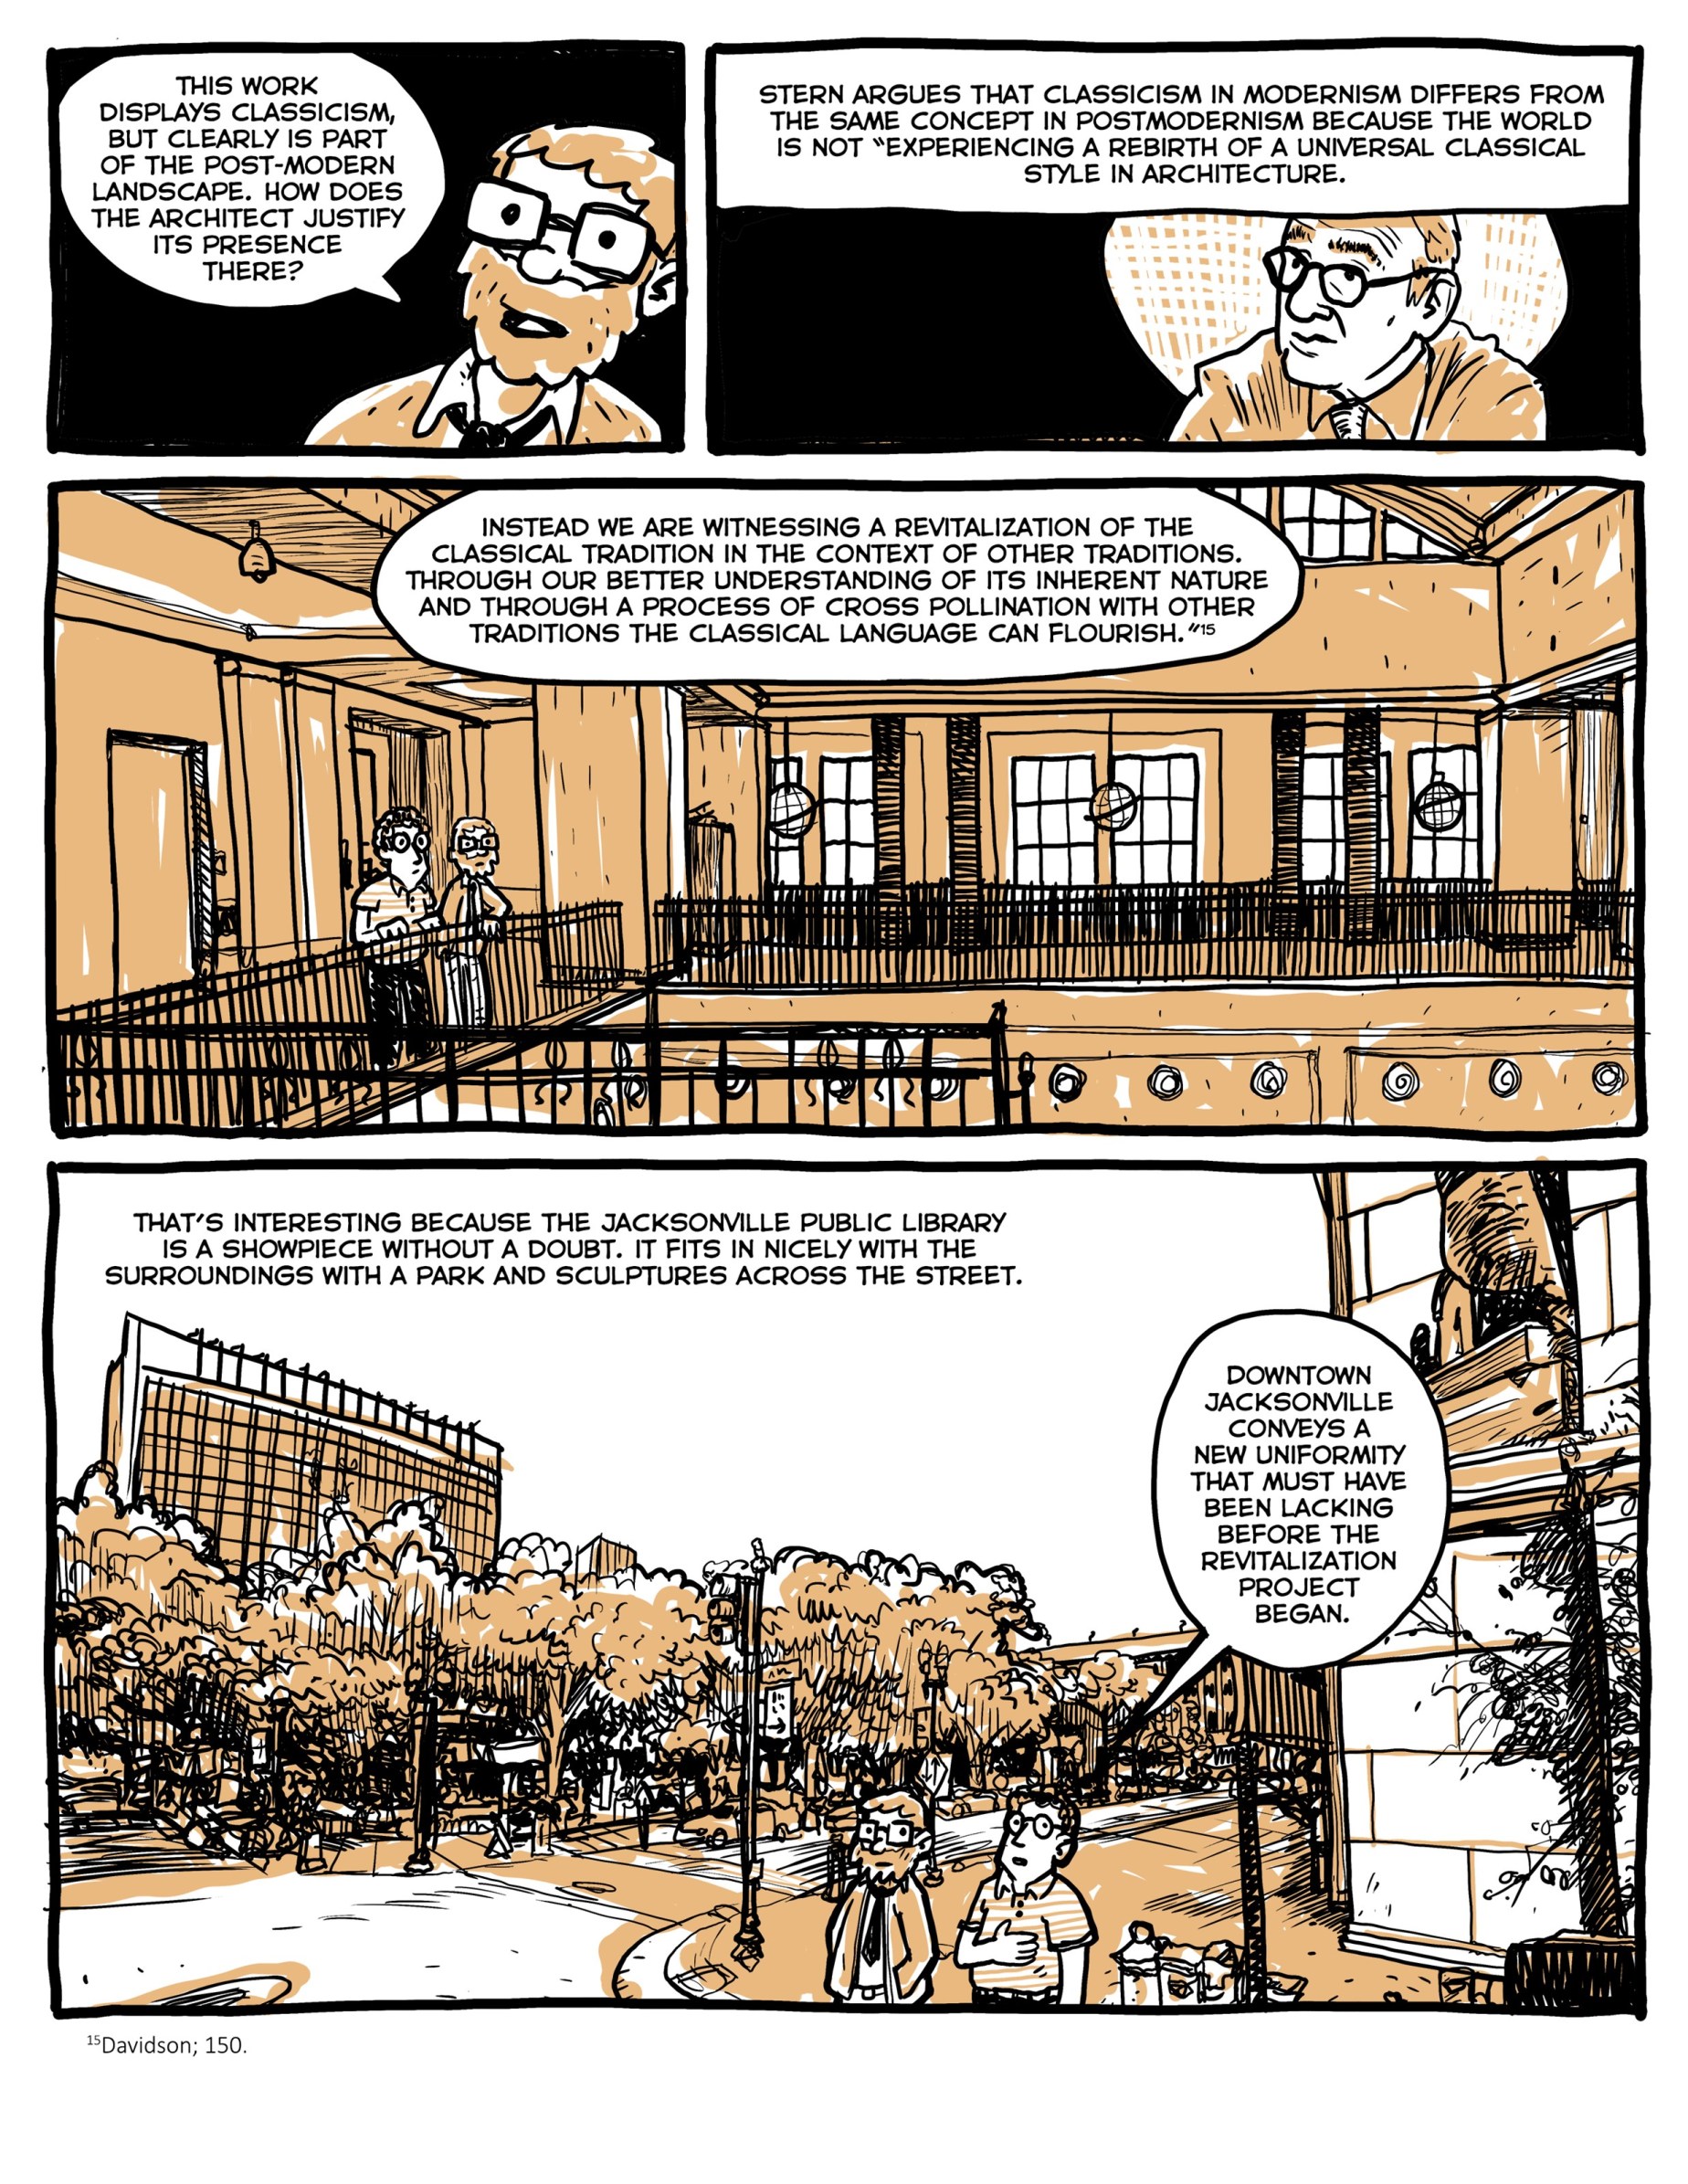 THIS WORK
DISPLAYS CLASSICISM,
BUT CLEARLY IS PART
OF THE POST-MODERN
LANDSCAPE. HOW DOES
THE ARCHITECT JUSTIFY
ITS PRESENCE
THERE?
STERN ARGUES THAT CLASSICISM IN MODERNISM DIFFERS FROM
THE SAME CONCEPT IN POSTMODERNISM BECAUSE THE WORLD
IS NOT "EXPERIENCING A REBIRTH OF A UNIVERSAL CLASSICAL
STYLE IN ARCHITECTURE.
INSTEAD WE ARE WITNESSING A REVITALIZATION OF THE
CLASSICAL TRADITION IN THE CONTEXT OF OTHER TRADITIONS.
THROUGH OUR BETTER UNDERSTANDING OF ITS INHERENT NATURE
AND THROUGH A PROCESS OF CROSS POLLINATION WITH OTHER
TRADITIONS THE CLASSICAL LANGUAGE CAN FLOURISH."15
THAT'S INTERESTING BECAUSE THE JACKSONVILLE PUBLIC LIBRARY
IS A SHOWPIECE WITHOUT A DOUBT. IT FITS IN NICELY WITH THE
SURROUNDINGS WITH A PARK AND SCULPTURES ACROSS THE STREET.
DOWNTOWN
JACKSONVILLE
CONVEYS A
NEW UNIFORMITY
THAT MUST HAVE
BEEN LACKING
BEFORE THE
REVITALIZATION
PROJECT
BEGAN.
15Davidson; 150.